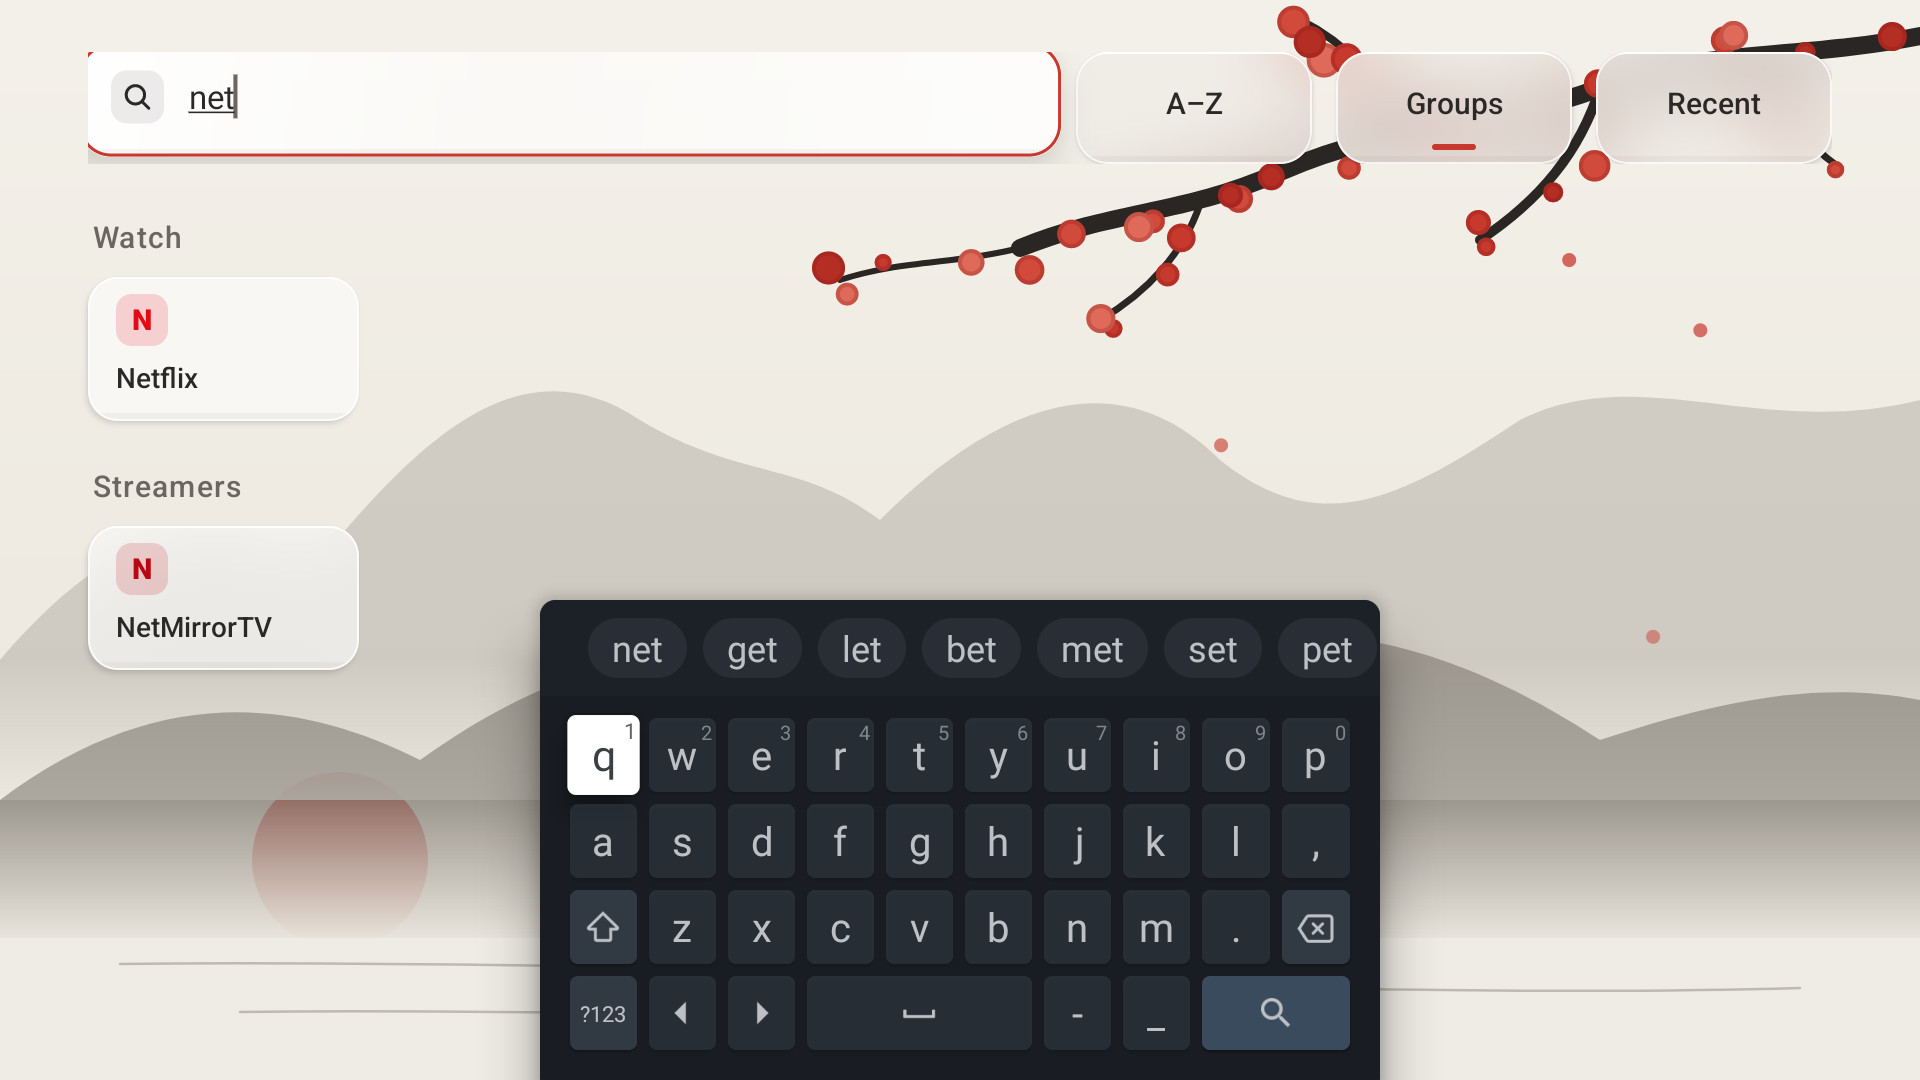 net
A–Z
Groups
Recent
Watch
N
Netflix
Streamers
N
NetMirrorTV
net get let bet met set pet
q 1 w 2 e 3 r 4 t 5 y 6 u 7 i 8 o 9 p 0
a s d f g h j k l ,
z x c v b n m .
?123 - _